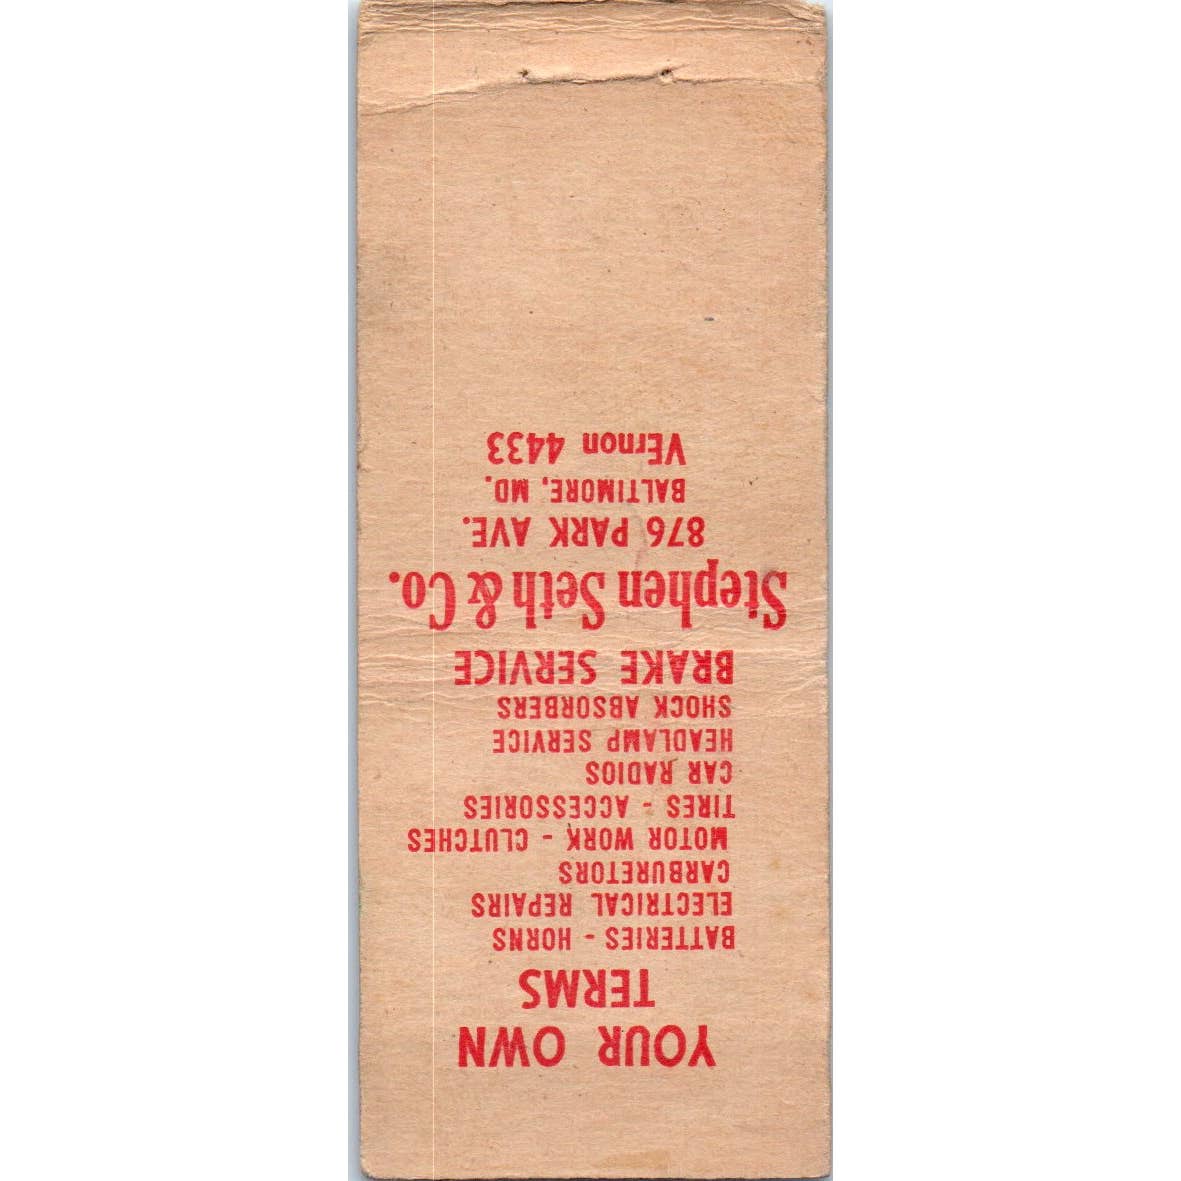 YOUR OWN
TERMS
BATTERIES - HORNS
ELECTRICAL REPAIRS
CARBURETORS
MOTOR WORK - CLUTCHES
TIRES - ACCESSORIES
CAR RADIOS
HEADLAMP SERVICE
SHOCK ABSORBERS
BRAKE SERVICE
Stephen Seth & Co.
876 PARK AVE.
BALTIMORE, MD.
VErnon 4433